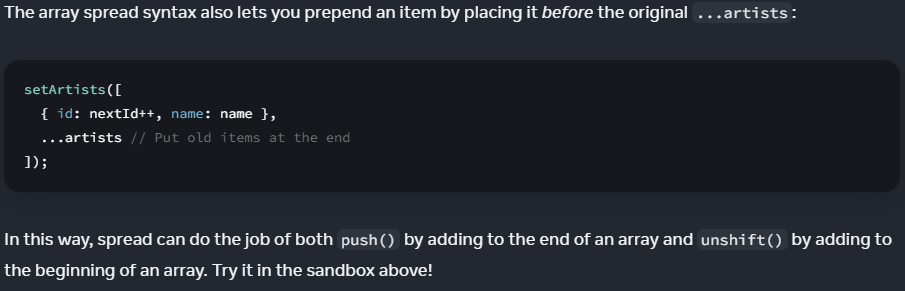 The array spread syntax also lets you prepend an item by placing it before the original ...artists:
setArtists([
  { id: nextId++, name: name },
  ...artists // Put old items at the end
]);
In this way, spread can do the job of both push() by adding to the end of an array and unshift() by adding to
the beginning of an array. Try it in the sandbox above!